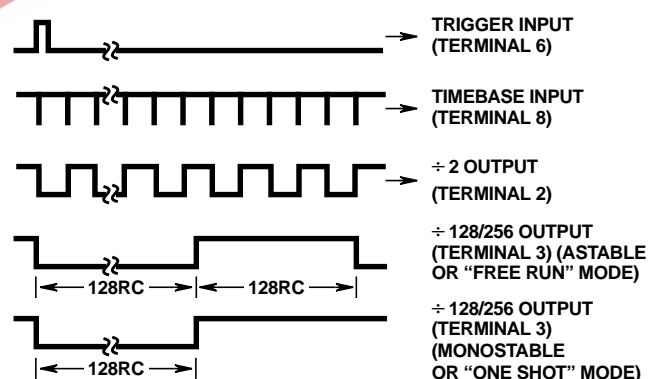 TRIGGER INPUT
(TERMINAL 6)
TIMEBASE INPUT
(TERMINAL 8)
÷ 2 OUTPUT
(TERMINAL 2)
÷ 128/256 OUTPUT
(TERMINAL 3) (ASTABLE
OR “FREE RUN” MODE)
128RC 128RC
÷ 128/256 OUTPUT
(TERMINAL 3)
(MONOSTABLE
OR “ONE SHOT” MODE)
128RC